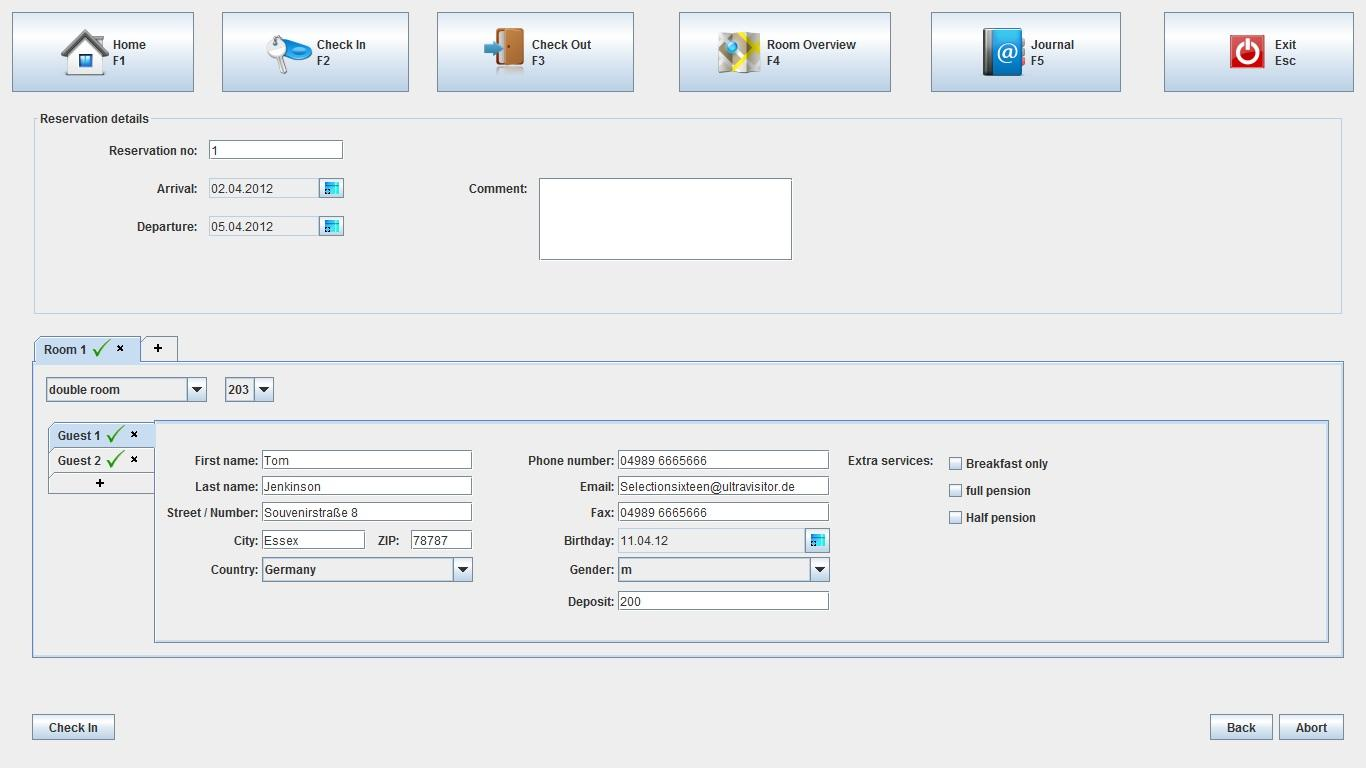 Home
F1
Check In
F2
Check Out
F3
Room Overview
F4
@
Journal
F5
Exit
Esc
Reservation details
Reservation no: 1
Arrival: 02.04.2012
Comment:
Departure: 05.04.2012
Room 1 x +
double room 203
Guest 1 x
Guest 2 x
+
First name: Tom
Last name: Jenkinson
Street / Number: Souvenirstraße 8
City: Essex ZIP: 78787
Country: Germany
Phone number: 04989 6665666
Email: Selectionsixteen@ultravisitor.de
Fax: 04989 6665666
Birthday: 11.04.12
Gender: m
Deposit: 200
Extra services: Breakfast only
full pension
Half pension
Check In
Back Abort